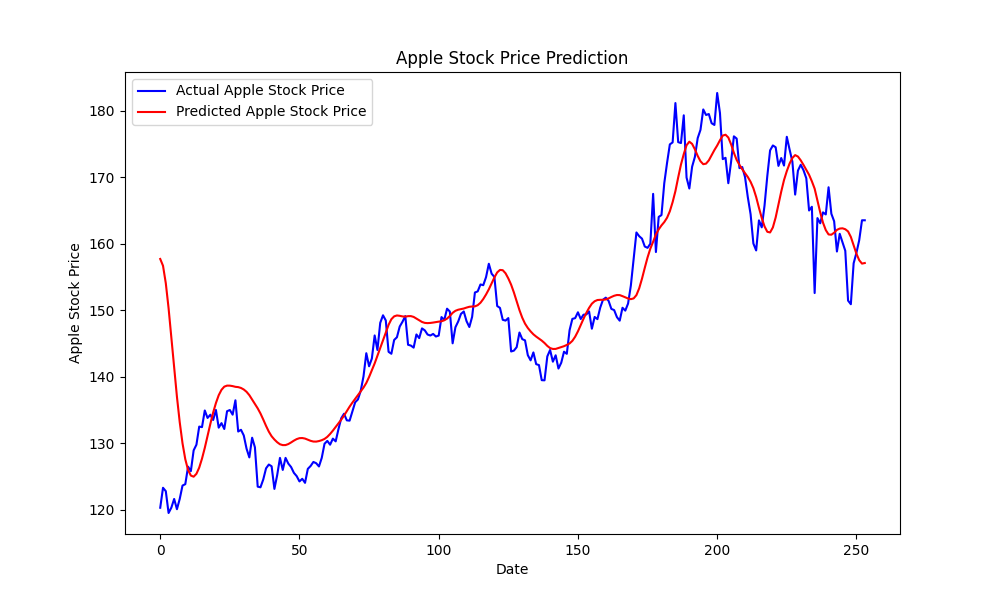 Apple Stock Price Prediction
Actual Apple Stock Price
Predicted Apple Stock Price
Apple Stock Price
180
170
160
150
140
130
120
0 50 100 150 200 250
Date